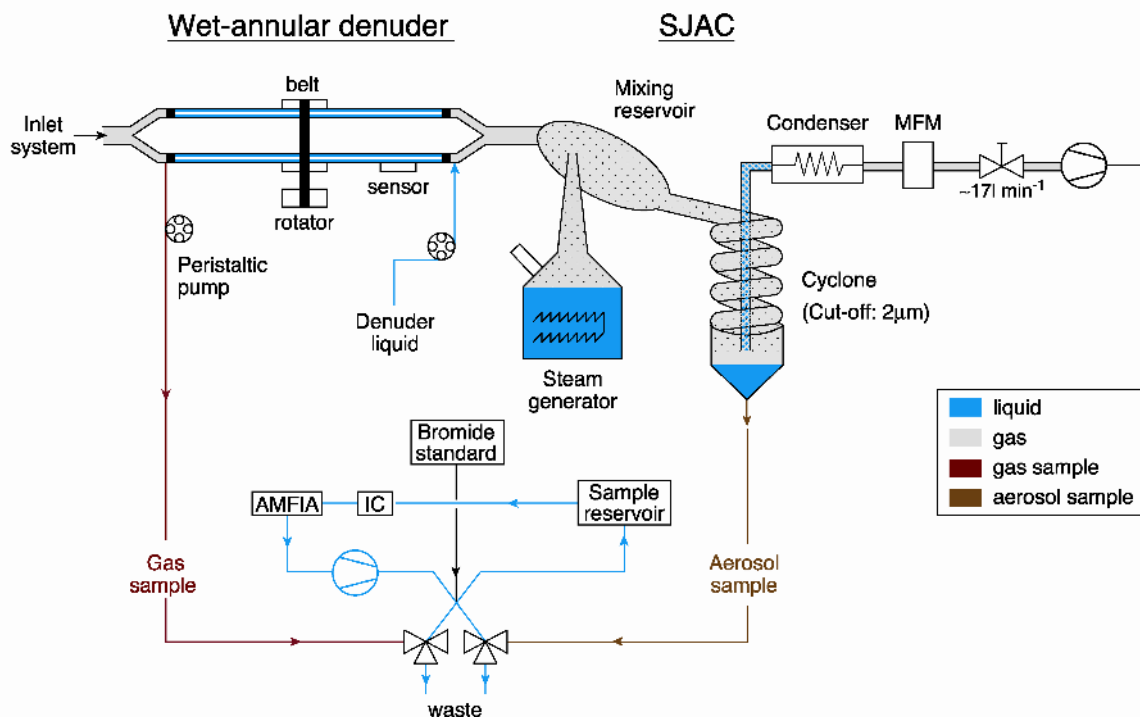 Wet-annular denuder
SJAC
belt
Mixing
reservoir
Inlet
system
Condenser
MFM
sensor
rotator
~17l min⁻¹
Peristaltic
pump
Cyclone
(Cut-off: 2μm)
Denuder
liquid
Steam
generator
liquid
gas
gas sample
aerosol sample
Bromide
standard
AMFIA
IC
Sample
reservoir
Gas
sample
Aerosol
sample
waste